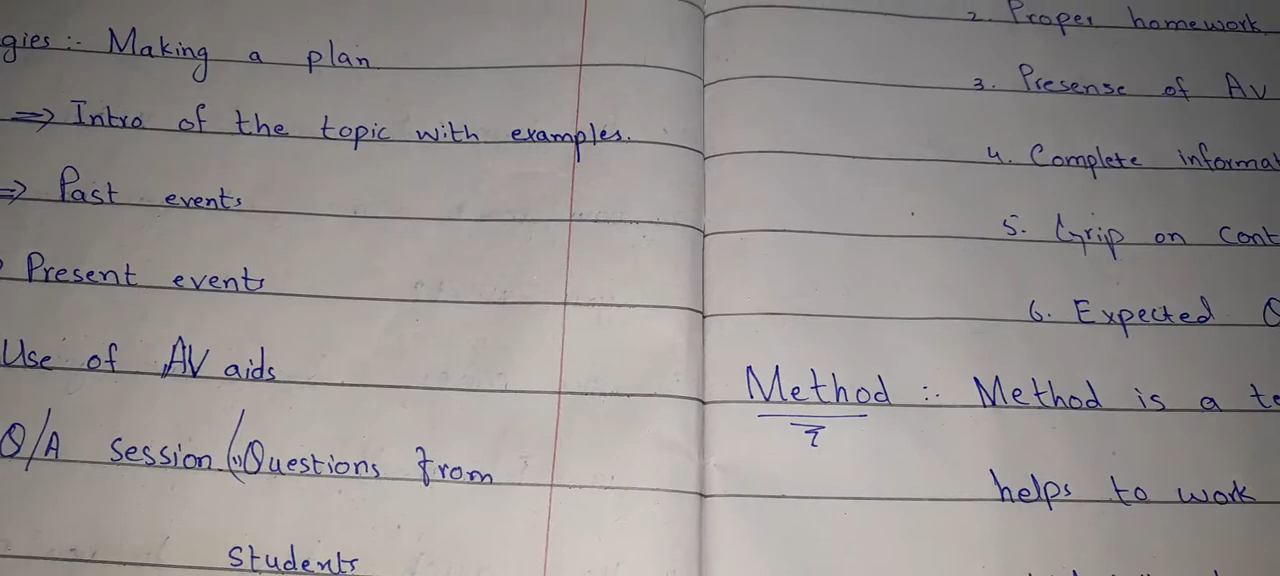 gies :- Making a plan
⇒ Intro of the topic with examples.
⇒ Past events
Present events
Use of AV aids
Q/A session (Questions from
students
2. Proper homework
3. Presense of AV
4. Complete informat
5. Grip on cont
6. Expected
Method :- Method is a te
helps to work